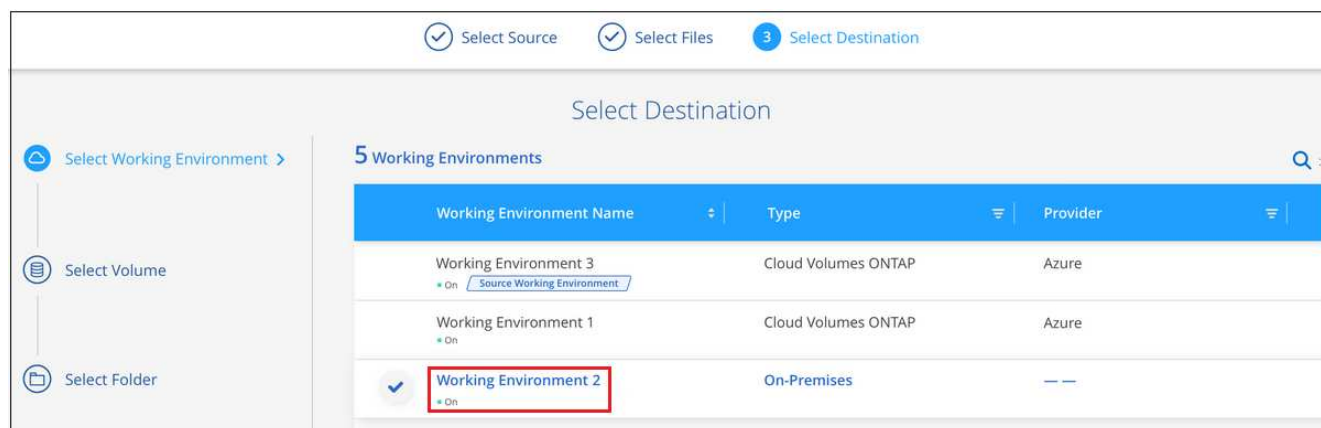 Select Source Select Files 3 Select Destination
Select Destination
Select Working Environment >
5 Working Environments
Working Environment Name Type Provider
Working Environment 3 Cloud Volumes ONTAP Azure
On Source Working Environment
Select Volume
Working Environment 1 Cloud Volumes ONTAP Azure
On
Select Folder
Working Environment 2 On-Premises — —
On